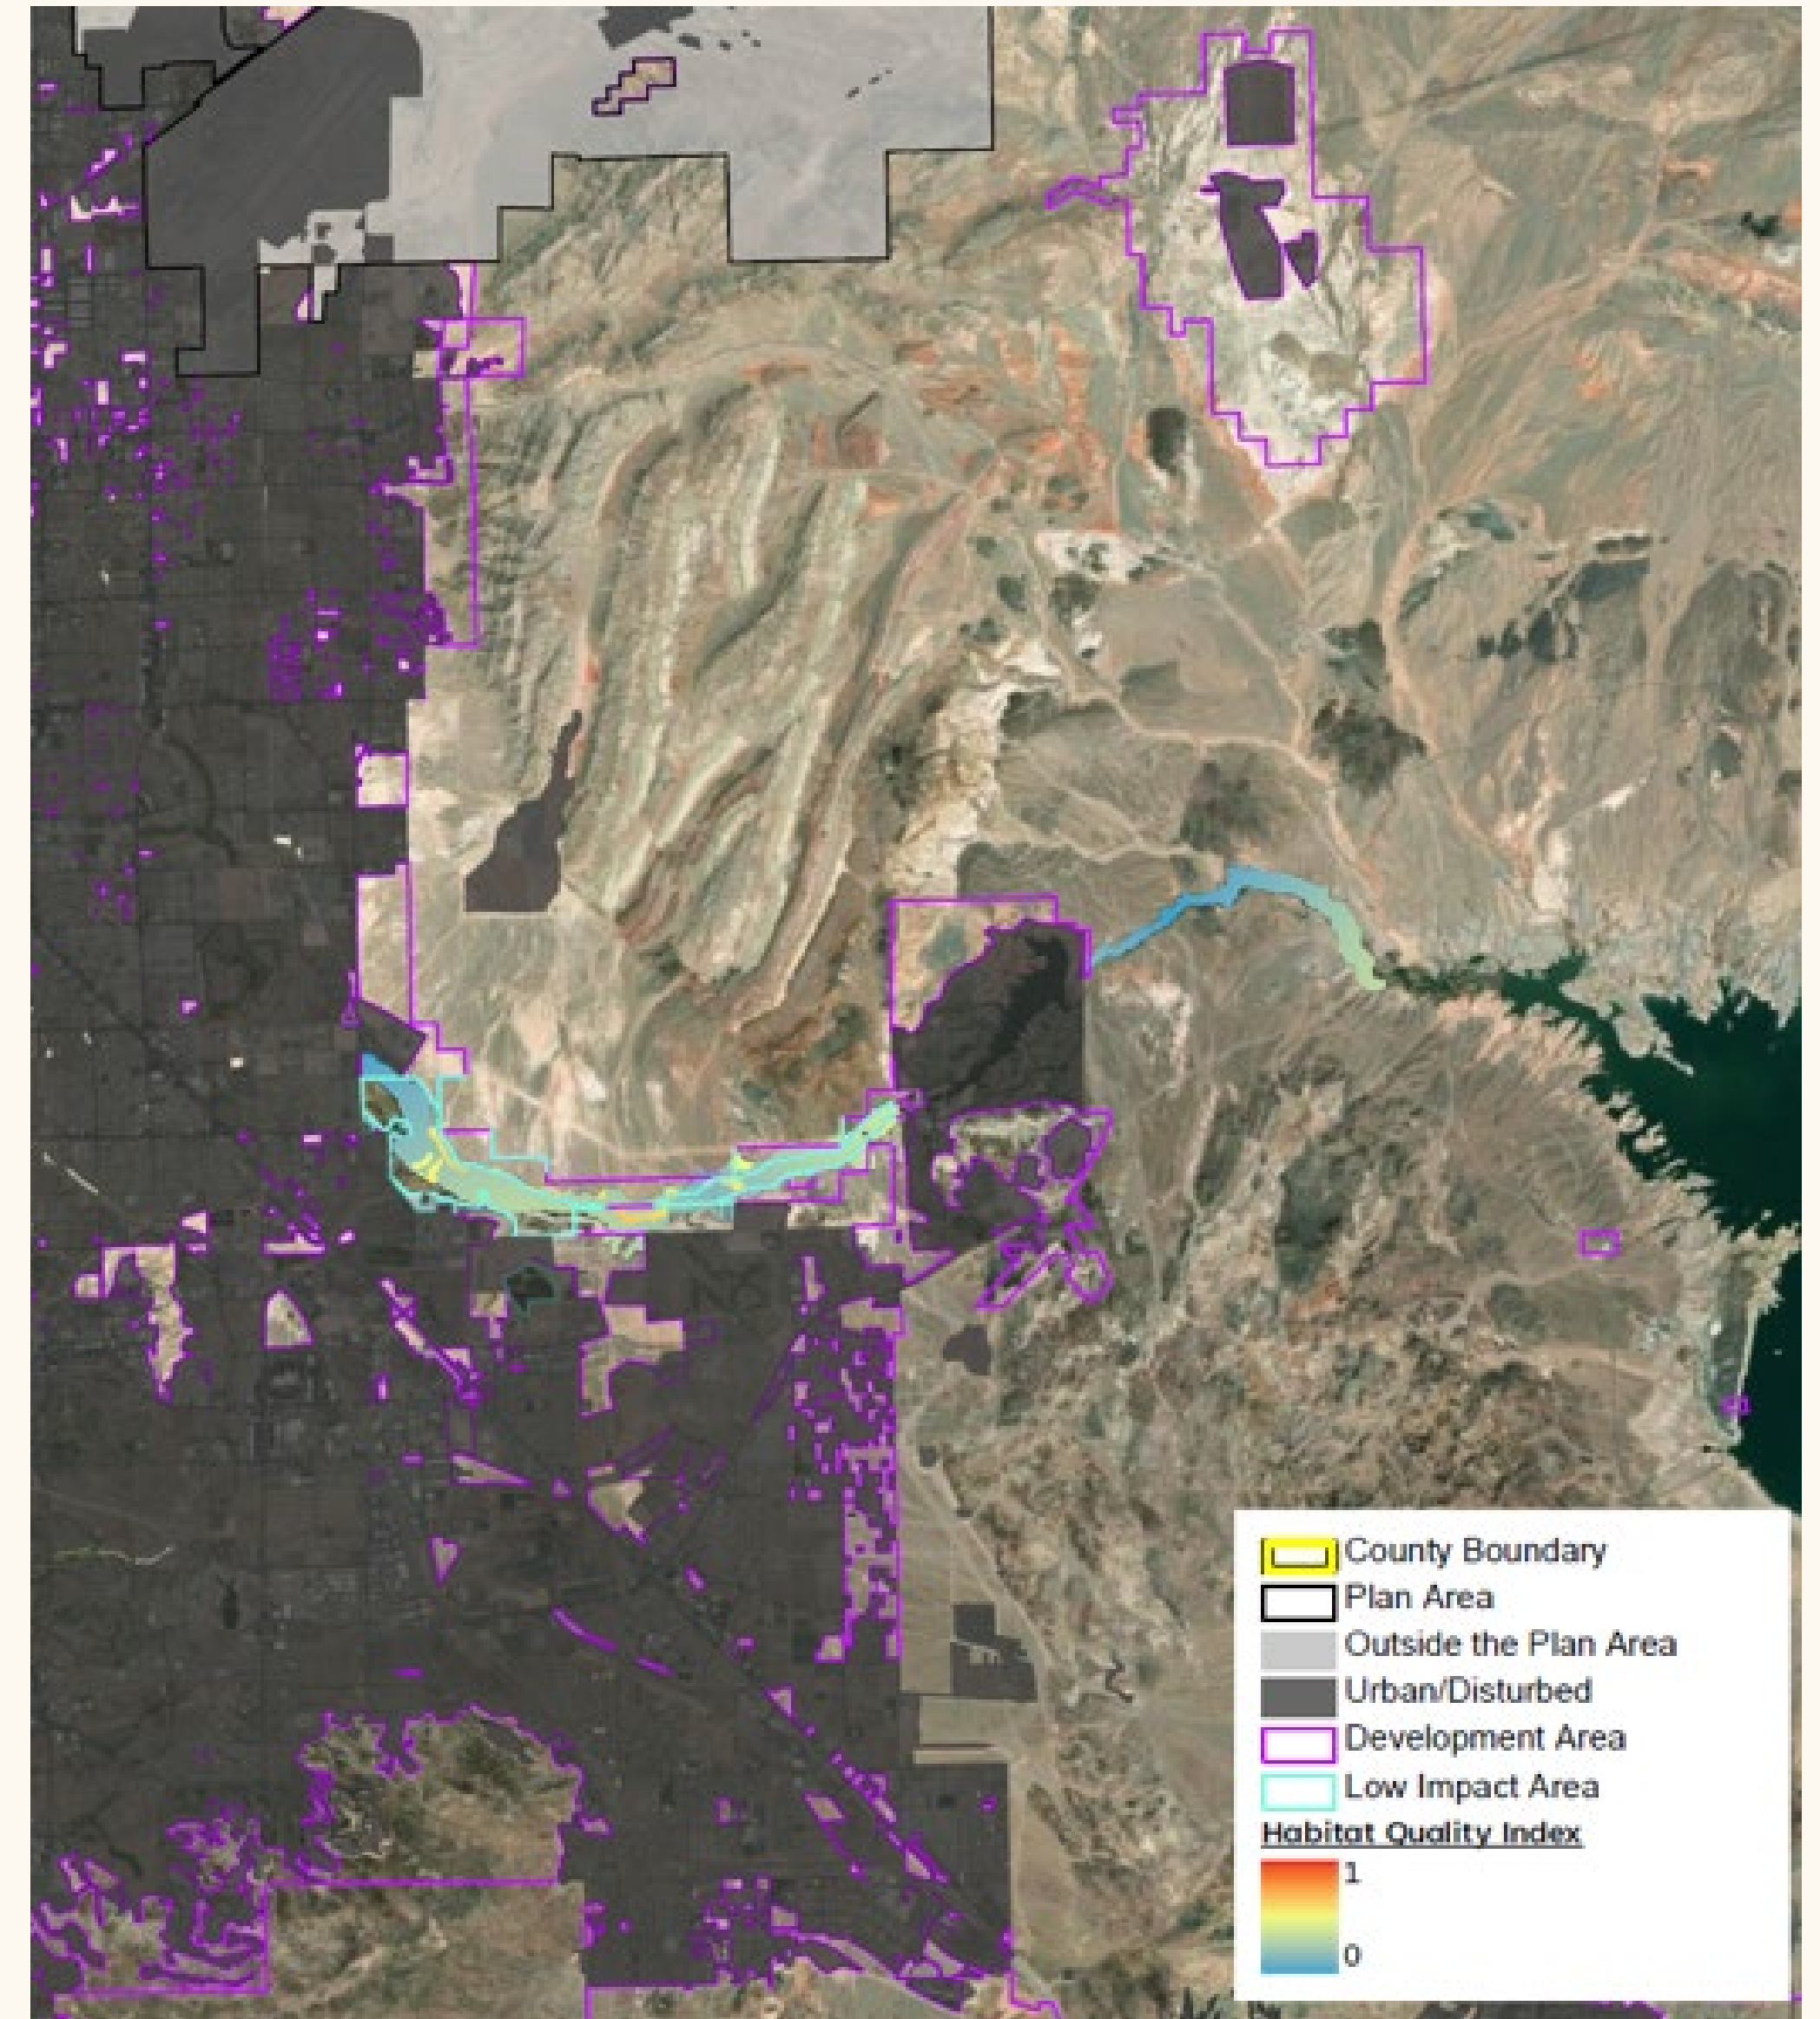 County Boundary
Plan Area
Outside the Plan Area
Urban/Disturbed
Development Area
Low Impact Area
Habitat Quality Index
1
0